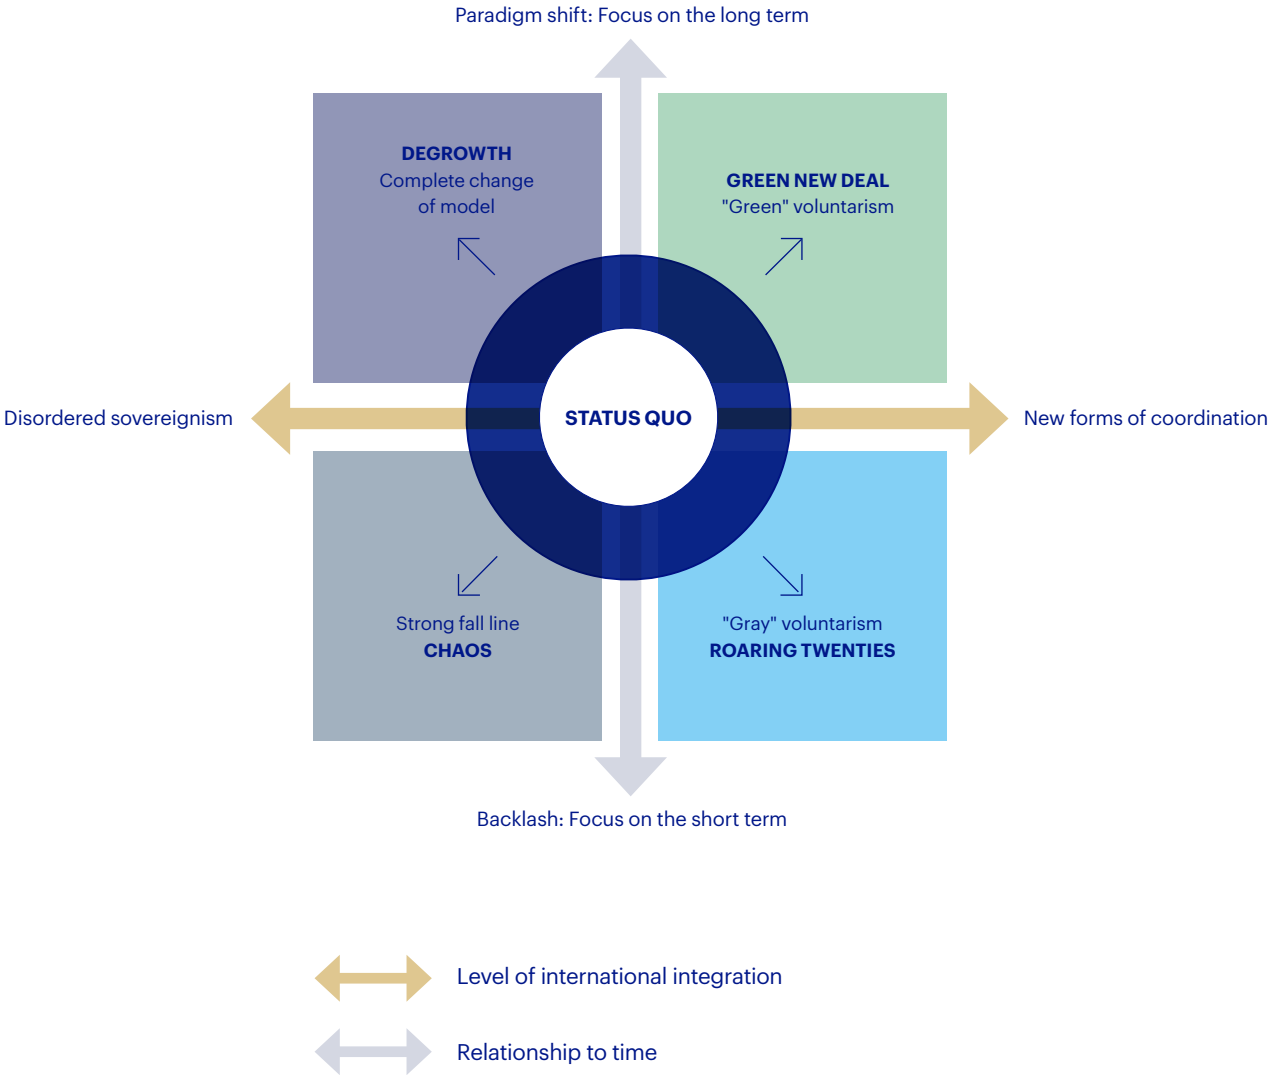 Paradigm shift: Focus on the long term
DEGROWTH
Complete change
of model
GREEN NEW DEAL
"Green" voluntarism
Disordered sovereignism
STATUS QUO
New forms of coordination
Strong fall line
CHAOS
"Gray" voluntarism
ROARING TWENTIES
Backlash: Focus on the short term
Level of international integration
Relationship to time